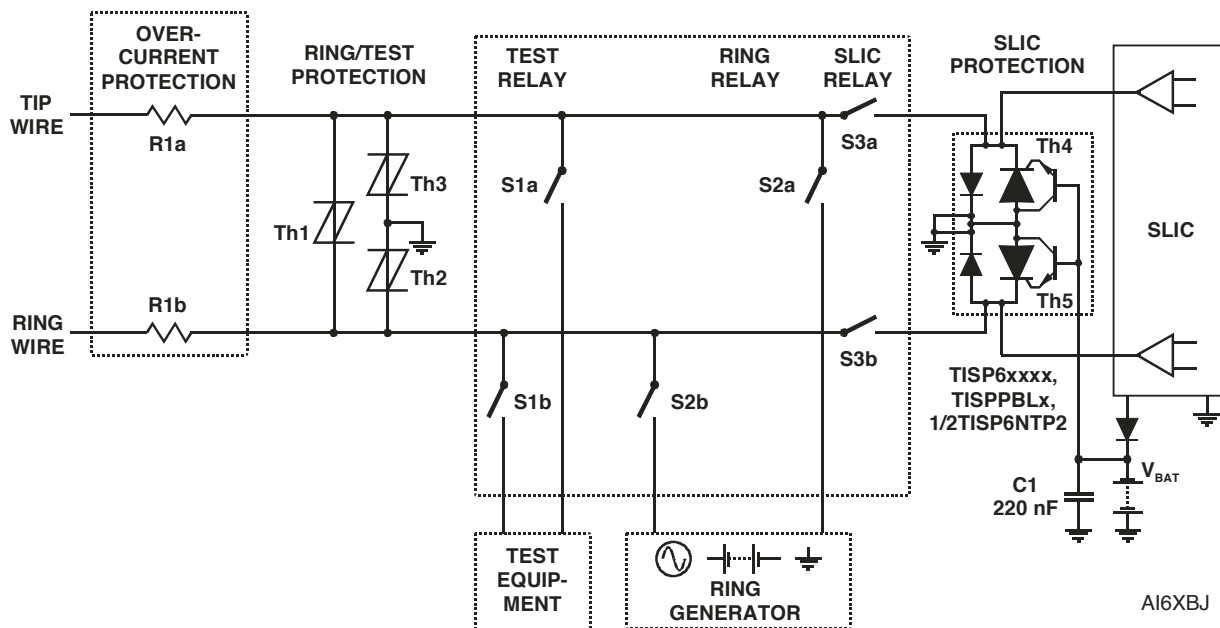 OVER-
CURRENT
PROTECTION
RING/TEST
PROTECTION
TEST
RELAY
RING
RELAY
SLIC
RELAY
SLIC
PROTECTION
TIP
WIRE
R1a
Th3
Th1
Th2
S1a
S2a
S3a
Th4
Th5
SLIC
RING
WIRE
R1b
S3b
S1b
S2b
TISP6xxxx,
TISPPBLx,
1/2TISP6NTP2
C1
220 nF
VBAT
TEST
EQUIP-
MENT
RING
GENERATOR
AI6XBJ